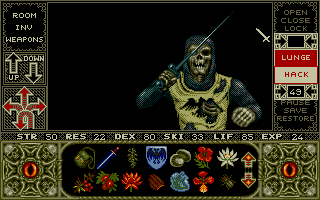 ROOM
INV
WEAPONS
UP
DOWN
OPEN
CLOSE
LOCK
LUNGE
HACK
49
PAUSE
SAVE
RESTORE
STR 50 RES 22 DEX 80 SKI 33 LIF 85 EXP 24